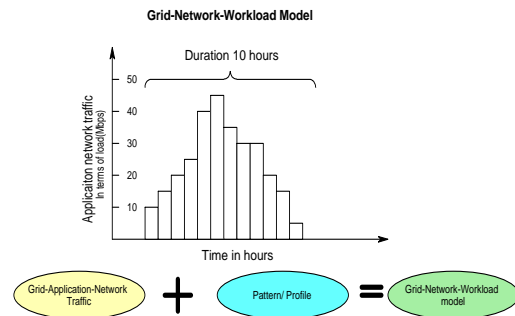 Grid-Network-Workload Model
Duration 10 hours
Applicaiton network traffic
In terms of load(Mbps)
50
40
30
20
10
Time in hours
Grid-Application-Network
Traffic
+
Pattern/ Profile
=
Grid-Network-Workload
model